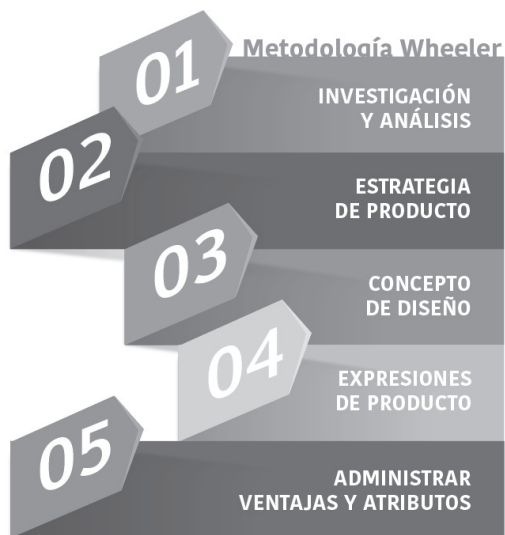 Metodología Wheeler
01
INVESTIGACIÓN
Y ANÁLISIS
02
ESTRATEGIA
DE PRODUCTO
03
CONCEPTO
DE DISEÑO
04
EXPRESIONES
DE PRODUCTO
05
ADMINISTRAR
VENTAJAS Y ATRIBUTOS